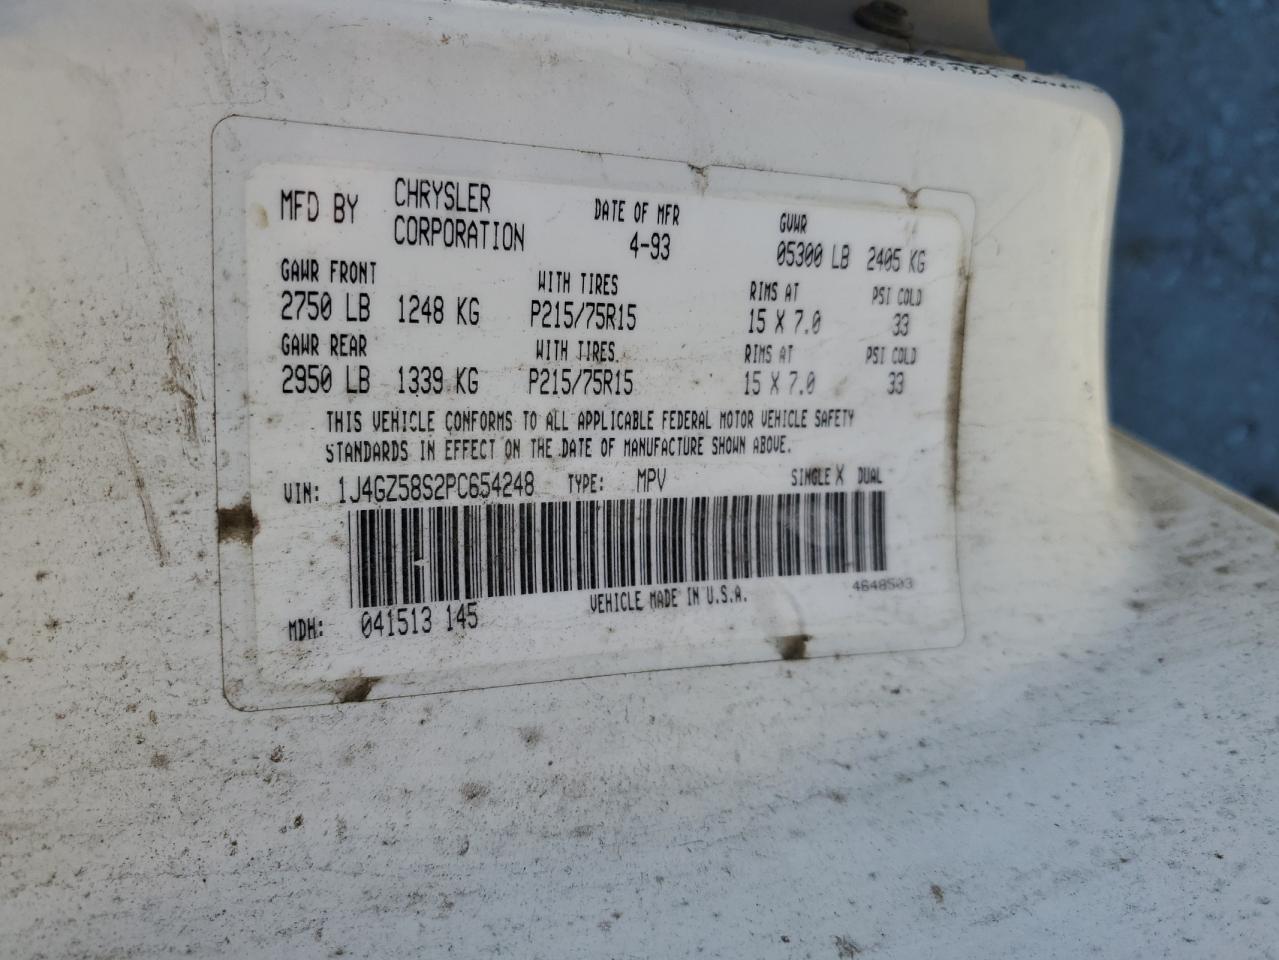 MFD BY CHRYSLER CORPORATION DATE OF MFR 4-93 GVWR 05300 LB 2405 KG
GAWR FRONT WITH TIRES RIMS AT PSI COLD
2750 LB 1248 KG P215/75R15 15 X 7.0 33
GAWR REAR WITH TIRES RIMS AT PSI COLD
2950 LB 1339 KG P215/75R15 15 X 7.0 33
THIS VEHICLE CONFORMS TO ALL APPLICABLE FEDERAL MOTOR VEHICLE SAFETY
STANDARDS IN EFFECT ON THE DATE OF MANUFACTURE SHOWN ABOVE.
VIN: 1J4GZ58S2PC654248 TYPE: MPV SINGLE X DUAL
MDH: 041513 145 VEHICLE MADE IN U.S.A. 4648503